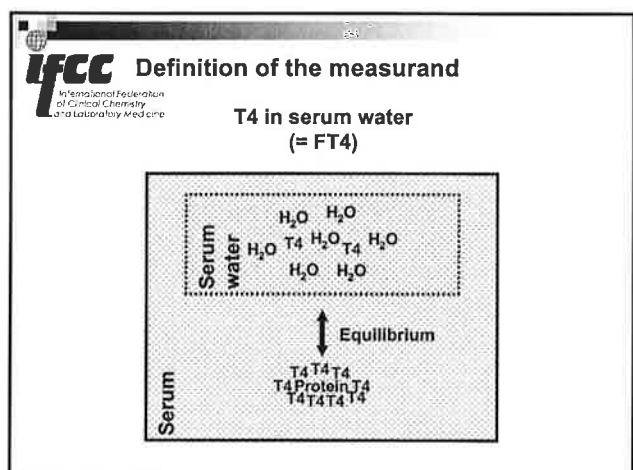 IFCC
International Federation
of Clinical Chemistry
and Laboratory Medicine
Definition of the measurand
T4 in serum water
(= FT4)
Serum
water
H₂O H₂O
H₂O T4 H₂O T4 H₂O
H₂O H₂O
Equilibrium
Serum
T4 T4 T4
T4 Protein T4
T4 T4 T4 T4